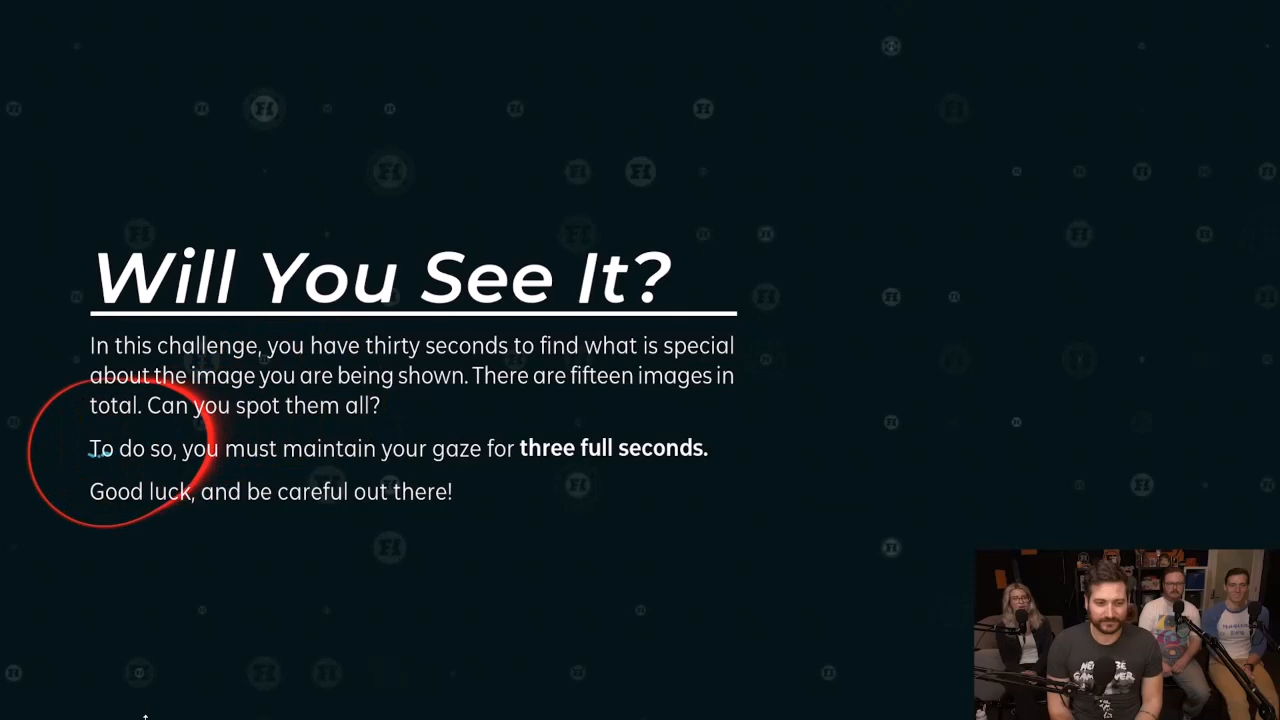 Will You See It?
In this challenge, you have thirty seconds to find what is special
about the image you are being shown. There are fifteen images in
total. Can you spot them all?
To do so, you must maintain your gaze for three full seconds.
Good luck, and be careful out there!